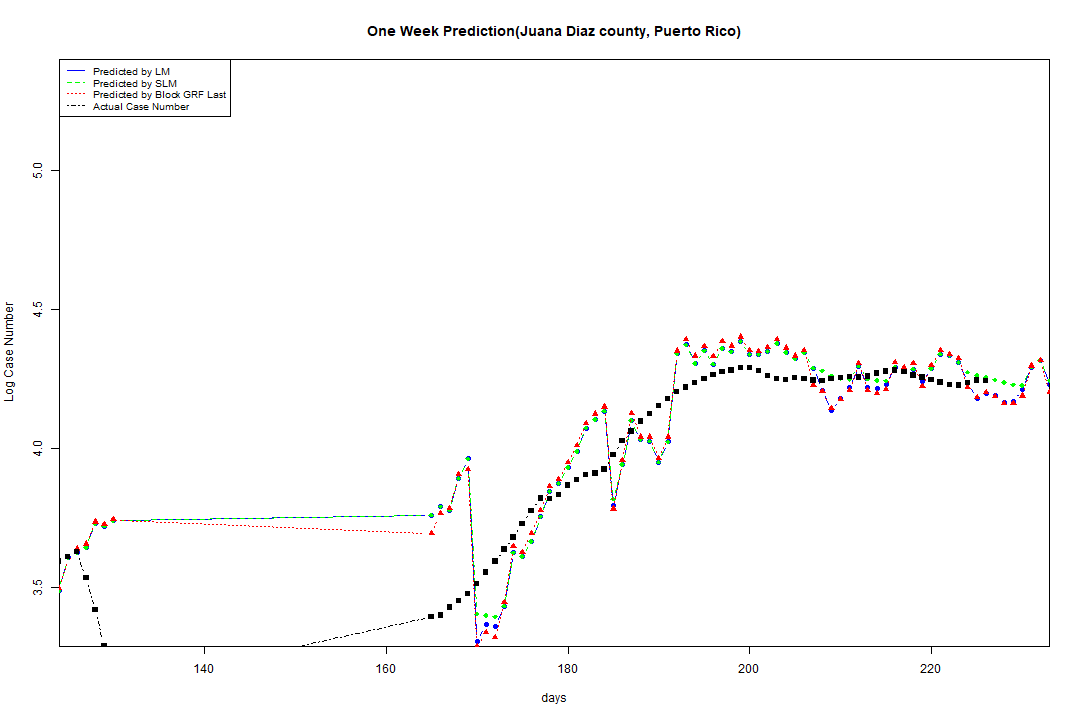 One Week Prediction(Juana Diaz county, Puerto Rico)
Predicted by LM
Predicted by SLM
Predicted by Block GRF Last
Actual Case Number
5.0
4.5
4.0
3.5
Log Case Number
140 160 180 200 220
days